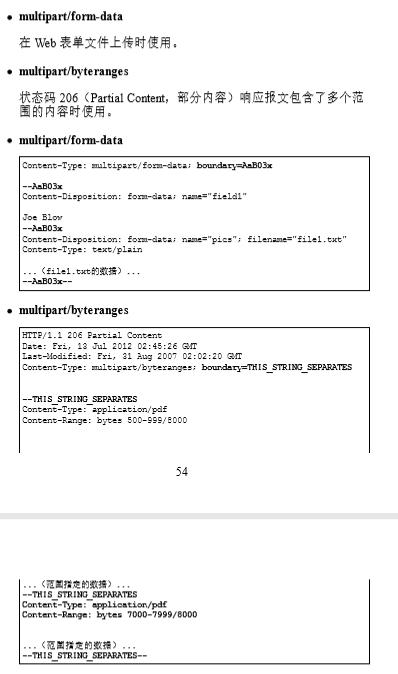 • multipart/form-data
在 Web 表单文件上传时使用。
• multipart/byteranges
状态码 206（Partial Content，部分内容）响应报文包含了多个范
围的内容时使用。
• multipart/form-data
Content-Type: multipart/form-data; boundary=AaB03x
--AaB03x
Content-Disposition: form-data; name="field1"
Joe Blow
--AaB03x
Content-Disposition: form-data; name="pics"; filename="file1.txt"
Content-Type: text/plain
...（file1.txt的数据）...
--AaB03x--
• multipart/byteranges
HTTP/1.1 206 Partial Content
Date: Fri, 13 Jul 2012 02:45:26 GMT
Last-Modified: Fri, 31 Aug 2007 02:02:20 GMT
Content-Type: multipart/byteranges; boundary=THIS_STRING_SEPARATES
--THIS_STRING_SEPARATES
Content-Type: application/pdf
Content-Range: bytes 500-999/8000
54
...（范围指定的数据）...
--THIS_STRING_SEPARATES
Content-Type: application/pdf
Content-Range: bytes 7000-7999/8000
...（范围指定的数据）...
--THIS_STRING_SEPARATES--